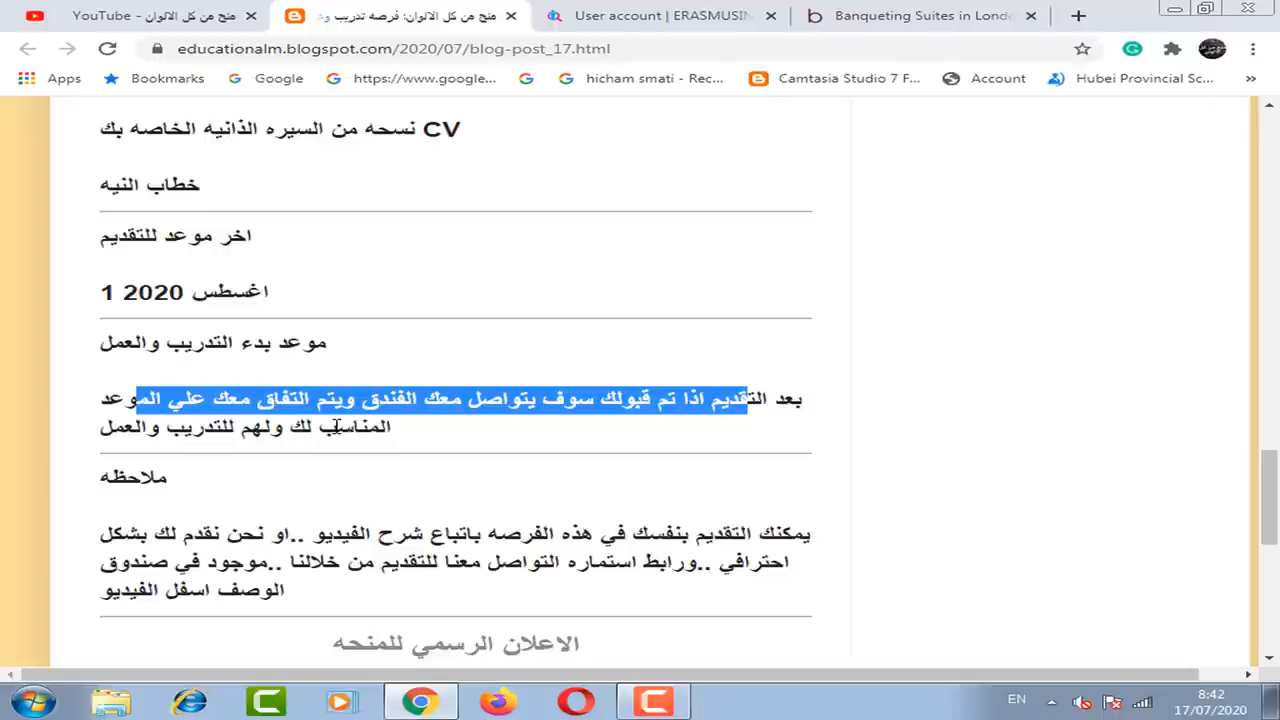 YouTube - منح من كل الالوان
منح من كل الالوان: فرصه تدريب
User account | ERASMUSIN
Banqueting Suites in Lond
educationalm.blogspot.com/2020/07/blog-post_17.html
Apps
Bookmarks
Google
https://www.google...
hicham smati - Rec...
Camtasia Studio 7 F...
Account
Hubei Provincial Sc...
»
نسحه من السيره الذاتيه الخاصه بك CV
خطاب النيه
اخر موعد للتقديم
1 اغسطس 2020
موعد بدء التدريب والعمل
بعد التقديم اذا تم قبولك سوف يتواصل معك الفندق ويتم التفاق معك علي الموعد
المناسب لك ولهم للتدريب والعمل
ملاحظه
يمكنك التقديم بنفسك في هذه الفرصه باتباع شرح الفيديو ..او نحن نقدم لك بشكل
احترافي ..ورابط استماره التواصل معنا للتقديم من خلالنا ..موجود في صندوق
الوصف اسفل الفيديو
الاعلان الرسمي للمنحه
EN
8:42
17/07/2020